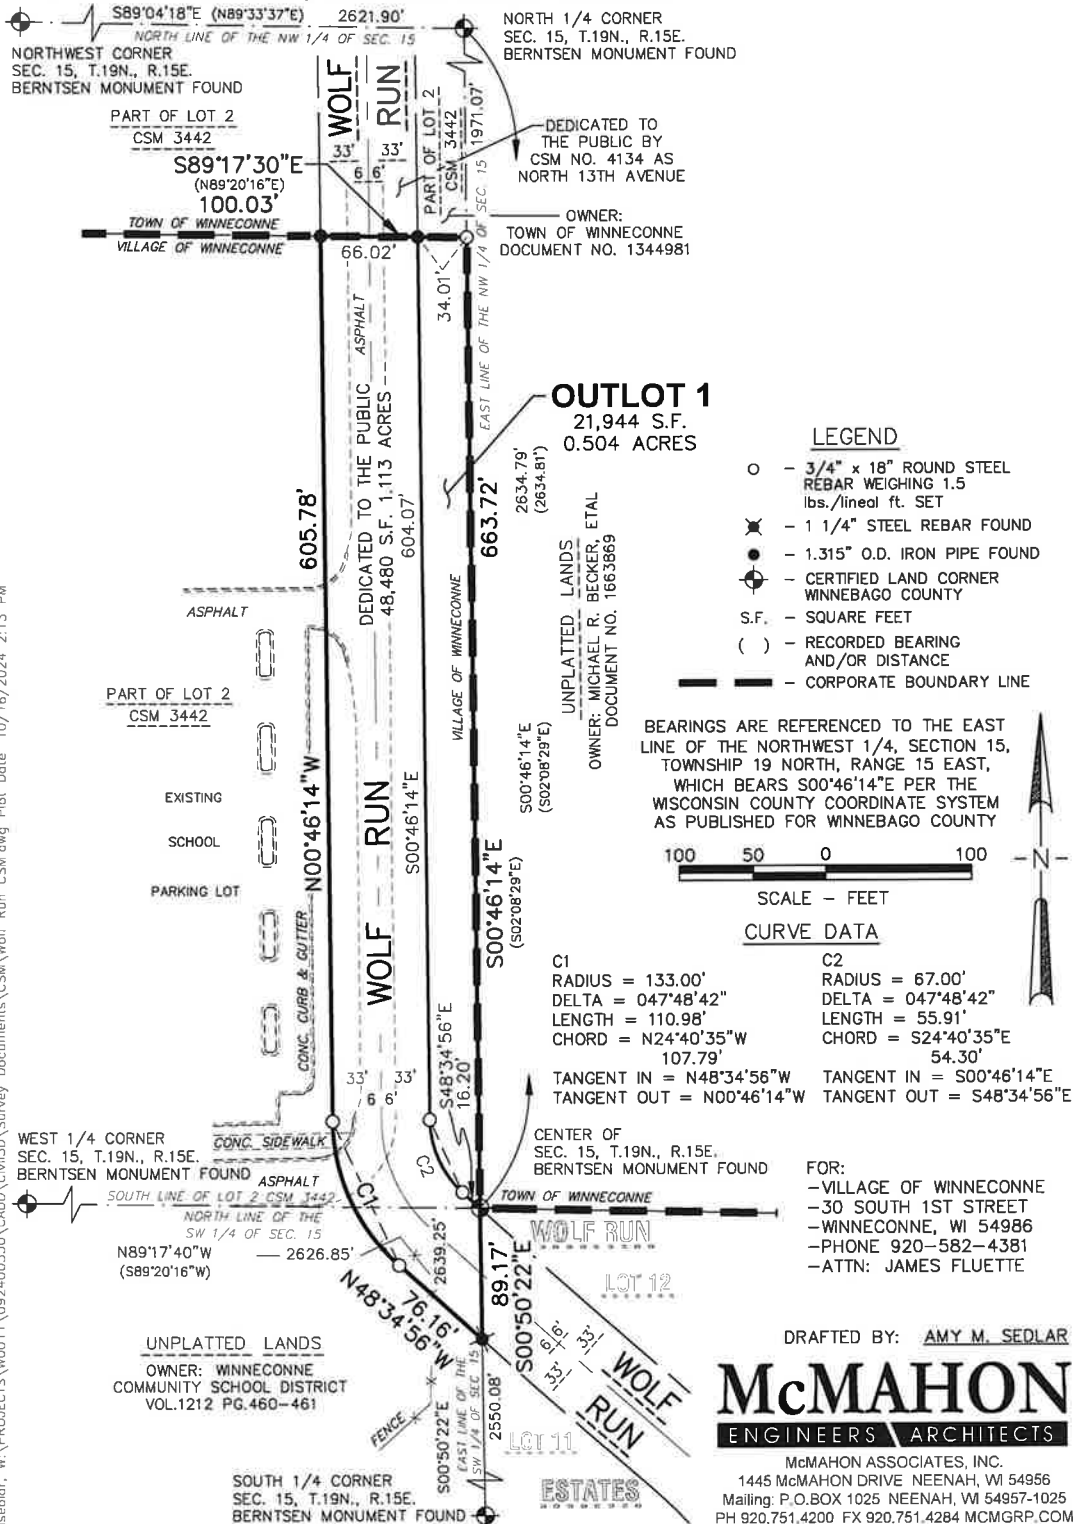 S89°04'18"E (N89°33'37"E) 2621.90'
NORTH LINE OF THE NW 1/4 OF SEC. 15
NORTHWEST CORNER
SEC. 15, T.19N., R.15E.
BERNTSEN MONUMENT FOUND
NORTH 1/4 CORNER
SEC. 15, T.19N., R.15E.
BERNTSEN MONUMENT FOUND
PART OF LOT 2
CSM 3442
WOLF
RUN
33' 33'
6' 6'
PART OF LOT 2
CSM 3442
1971.07'
DEDICATED TO
THE PUBLIC BY
CSM NO. 4134 AS
NORTH 13TH AVENUE
S89°17'30"E
(N89°20'16"E)
100.03'
TOWN OF WINNECONNE
VILLAGE OF WINNECONNE
OWNER:
TOWN OF WINNECONNE
DOCUMENT NO. 1344981
66.02'
34.01'
EAST LINE OF THE NW 1/4 OF SEC. 15
ASPHALT
OUTLOT 1
21,944 S.F.
0.504 ACRES
605.78'
DEDICATED TO THE PUBLIC
48,480 S.F. 1.113 ACRES
604.07'
663.72'
2634.79'
(2634.81')
VILLAGE OF WINNECONNE
UNPLATTED LANDS
OWNER: MICHAEL R. BECKER, ETAL
DOCUMENT NO. 1663869
S00°46'14"E
(S02°08'29"E)
LEGEND
○ – 3/4" x 18" ROUND STEEL
REBAR WEIGHING 1.5
lbs./lineal ft. SET
– 1 1/4" STEEL REBAR FOUND
● – 1.315" O.D. IRON PIPE FOUND
– CERTIFIED LAND CORNER
WINNEBAGO COUNTY
S.F. – SQUARE FEET
( ) – RECORDED BEARING
AND/OR DISTANCE
– CORPORATE BOUNDARY LINE
ASPHALT
PART OF LOT 2
CSM 3442
EXISTING
SCHOOL
PARKING LOT
CONC. CURB & GUTTER
N00°46'14"W
WOLF RUN
S00°46'14"E
S00°46'14"E
(S02°08'29"E)
BEARINGS ARE REFERENCED TO THE EAST
LINE OF THE NORTHWEST 1/4, SECTION 15,
TOWNSHIP 19 NORTH, RANGE 15 EAST,
WHICH BEARS S00°46'14"E PER THE
WISCONSIN COUNTY COORDINATE SYSTEM
AS PUBLISHED FOR WINNEBAGO COUNTY
100 50 0 100
SCALE – FEET
–N–
CURVE DATA
C1
RADIUS = 133.00'
DELTA = 047°48'42"
LENGTH = 110.98'
CHORD = N24°40'35"W
107.79'
TANGENT IN = N48°34'56"W
TANGENT OUT = N00°46'14"W
C2
RADIUS = 67.00'
DELTA = 047°48'42"
LENGTH = 55.91'
CHORD = S24°40'35"E
54.30'
TANGENT IN = S00°46'14"E
TANGENT OUT = S48°34'56"E
33' 33'
6' 6'
S48°34'56"E
16.20'
C2
C1
WEST 1/4 CORNER
SEC. 15, T.19N., R.15E.
BERNTSEN MONUMENT FOUND
CONC. SIDEWALK
ASPHALT
SOUTH LINE OF LOT 2 CSM 3442
NORTH LINE OF THE
SW 1/4 OF SEC. 15
N89°17'40"W
(S89°20'16"W)
2626.85'
CENTER OF
SEC. 15, T.19N., R.15E.
BERNTSEN MONUMENT FOUND
TOWN OF WINNECONNE
WOLF RUN
LOT 12
2639.25'
89.17'
S00°50'22"E
76.16'
N48°34'56"W
FOR:
–VILLAGE OF WINNECONNE
–30 SOUTH 1ST STREET
–WINNECONNE, WI 54986
–PHONE 920–582–4381
–ATTN: JAMES FLUETTE
UNPLATTED LANDS
OWNER: WINNECONNE
COMMUNITY SCHOOL DISTRICT
VOL.1212 PG.460–461
FENCE
S00°50'22"E
EAST LINE OF THE
SW 1/4 OF SEC 15
2550.08'
33'
6' 6'
33'
WOLF
RUN
LOT 11
ESTATES
SOUTH 1/4 CORNER
SEC. 15, T.19N., R.15E.
BERNTSEN MONUMENT FOUND
DRAFTED BY: AMY M. SEDLAR
McMAHON
ENGINEERS ARCHITECTS
McMAHON ASSOCIATES, INC.
1445 McMAHON DRIVE NEENAH, WI 54956
Mailing: P.O.BOX 1025 NEENAH, WI 54957-1025
PH 920.751.4200 FX 920.751.4284 MCMGRP.COM
CSM.dwg Plot Date 10/16/2024 2:13 PM